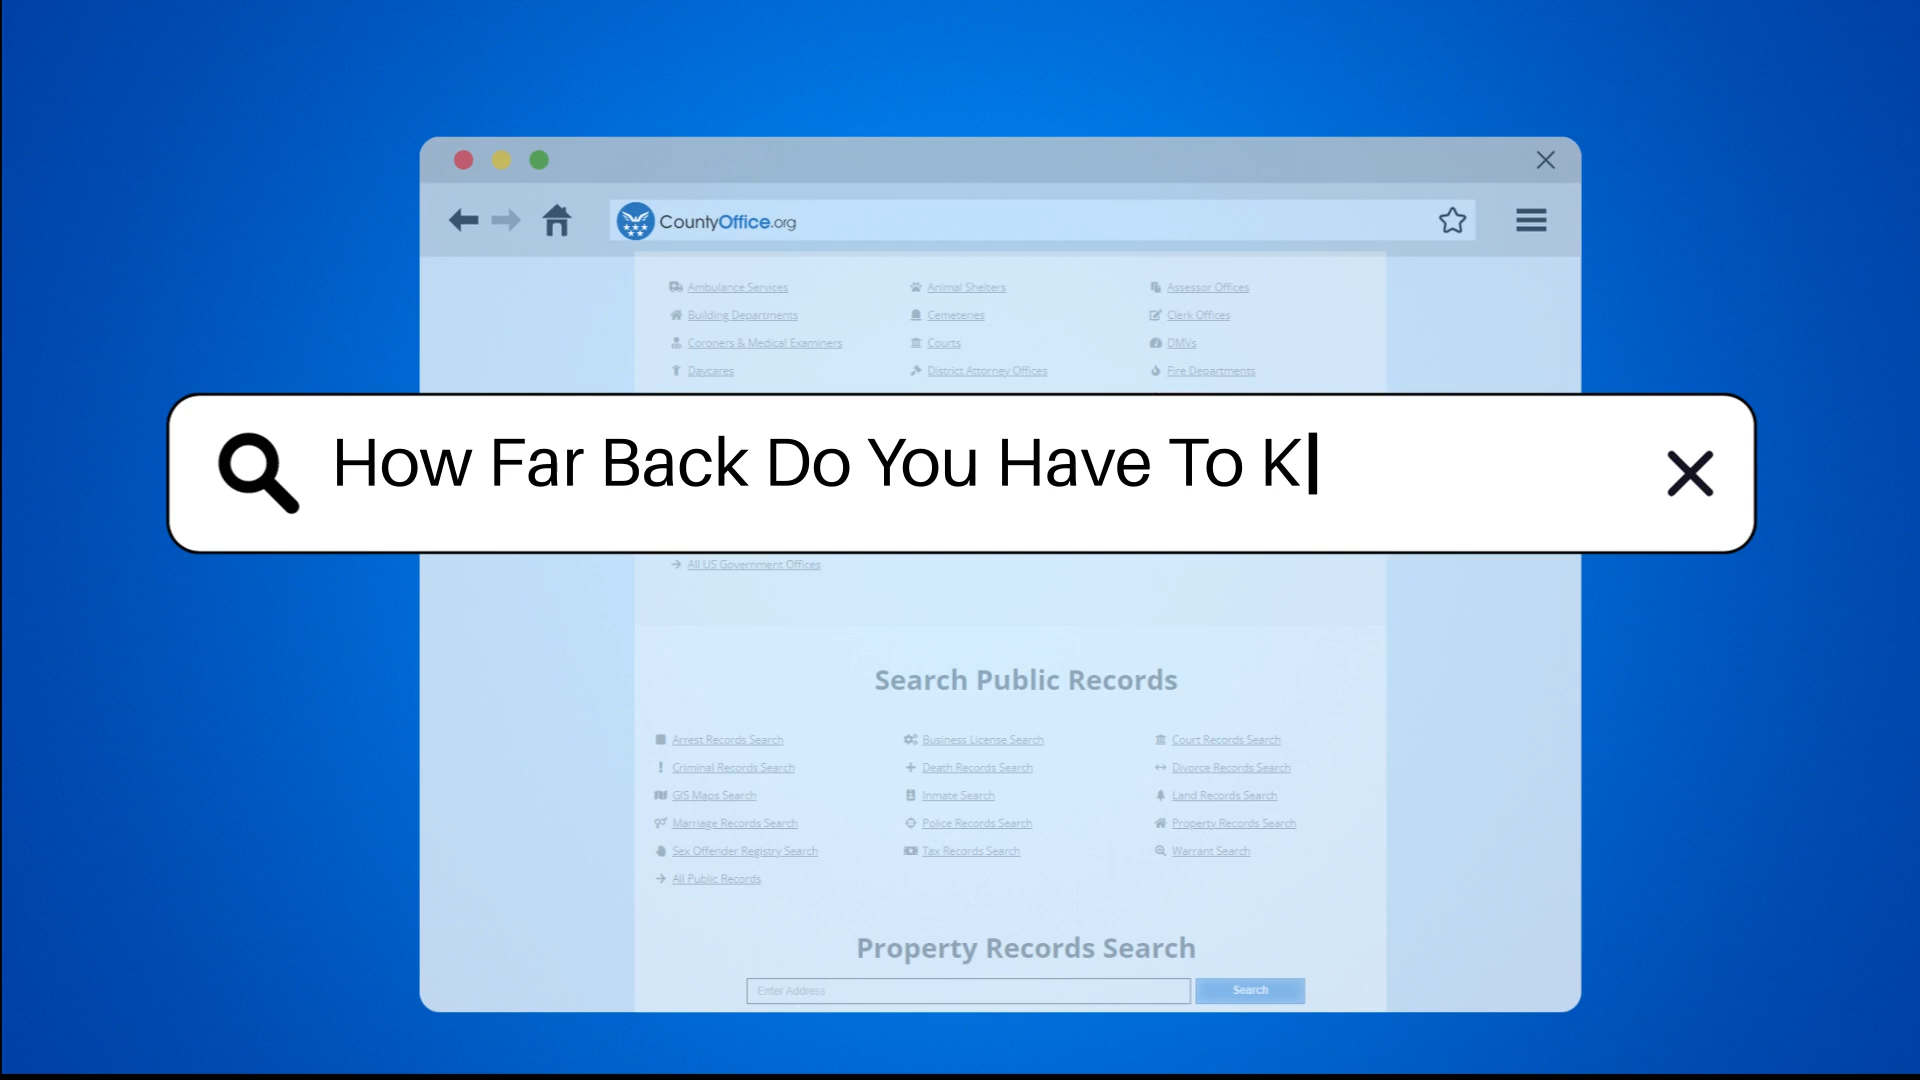 CountyOffice.org
Ambulance Services Animal Shelters Assessor Offices
Building Departments Cemeteries Clerk Offices
Coroners & Medical Examiners Courts DMVs
Daycares District Attorney Offices Fire Departments
How Far Back Do You Have To K
All US Government Offices
Search Public Records
Arrest Records Search Business License Search Court Records Search
Criminal Records Search Death Records Search Divorce Records Search
GIS Maps Search Inmate Search Land Records Search
Marriage Records Search Police Records Search Property Records Search
Sex Offender Registry Search Tax Records Search Warrant Search
All Public Records
Property Records Search
Enter Address Search